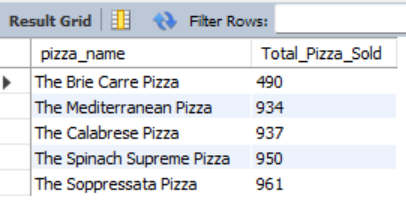 Result Grid Filter Rows:
pizza_name Total_Pizza_Sold
The Brie Carre Pizza 490
The Mediterranean Pizza 934
The Calabrese Pizza 937
The Spinach Supreme Pizza 950
The Soppressata Pizza 961